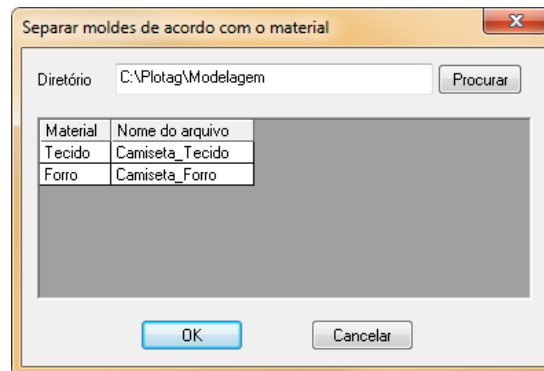 Separar moldes de acordo com o material
Diretório C:\Plotag\Modelagem Procurar
Material Nome do arquivo
Tecido Camiseta_Tecido
Forro Camiseta_Forro
OK Cancelar